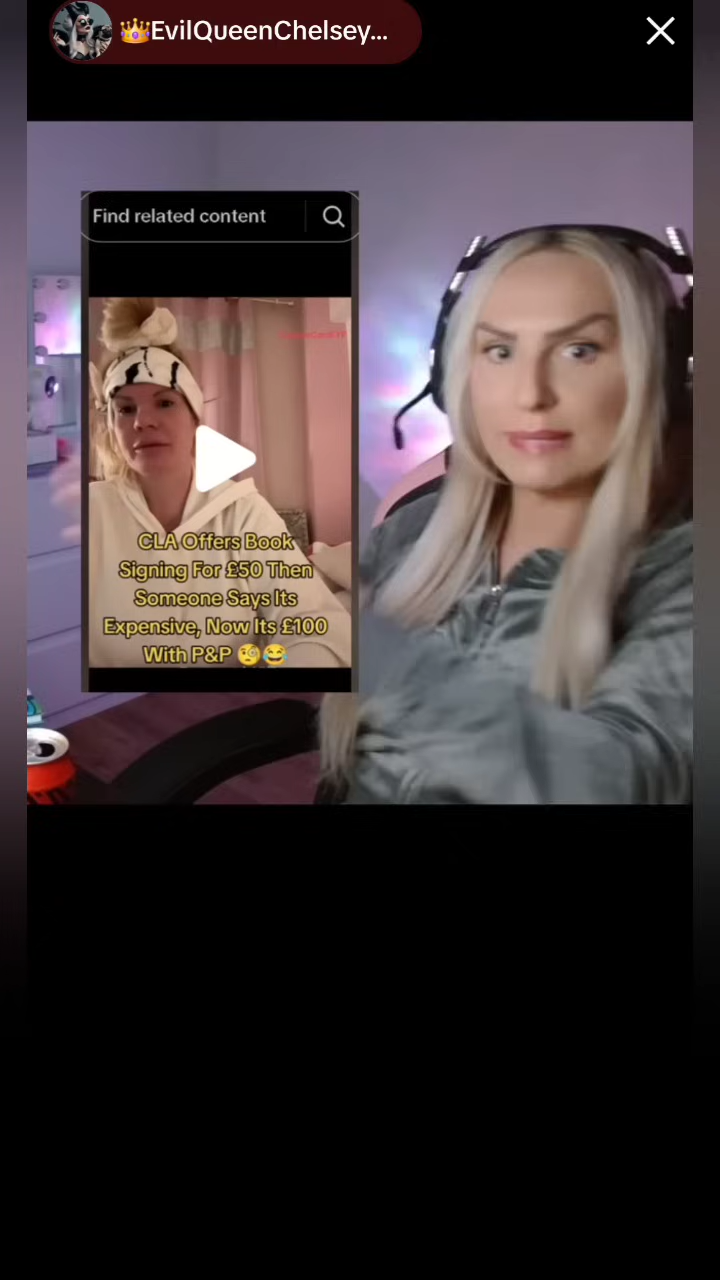 👑EvilQueenChelsey...
Find related content
CLA Offers Book
Signing For £50 Then
Someone Says Its
Expensive, Now Its £100
With P&P 🧐😂